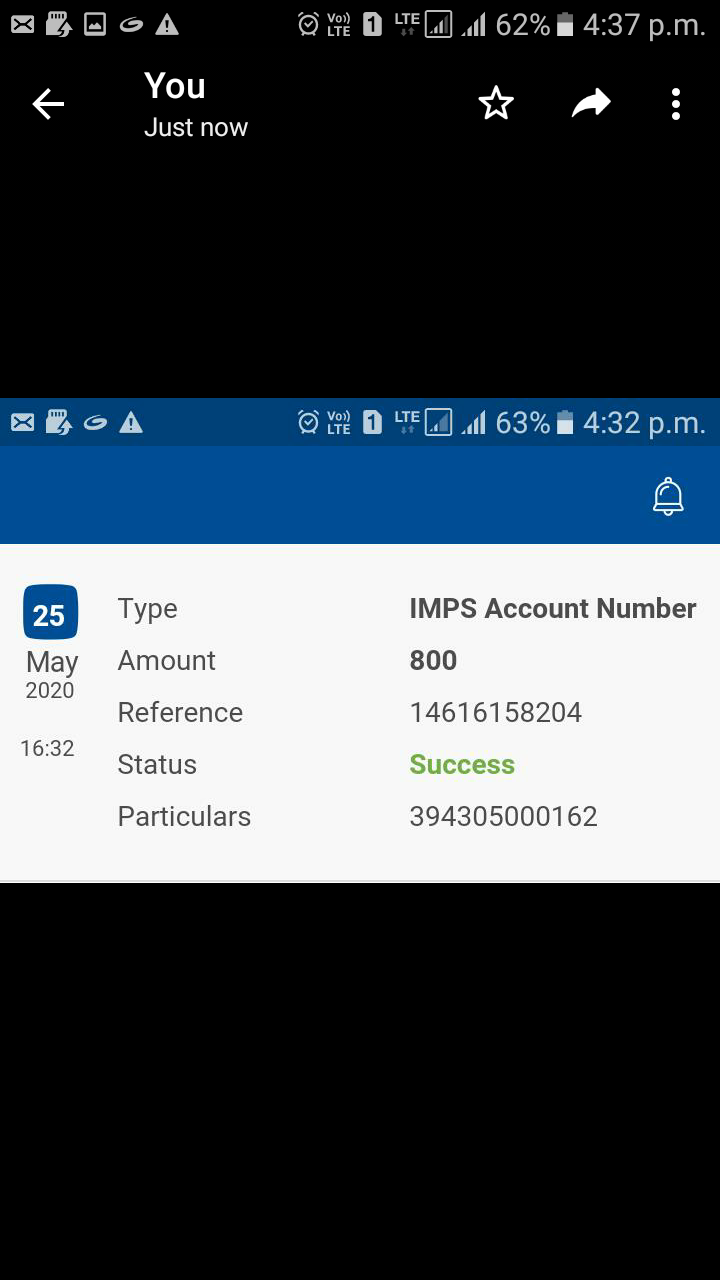 Vo)) LTE 1 LTE 62% 4:37 p.m.
You
Just now
Vo)) LTE 1 LTE 63% 4:32 p.m.
25 May 2020 16:32
Type IMPS Account Number
Amount 800
Reference 14616158204
Status Success
Particulars 394305000162